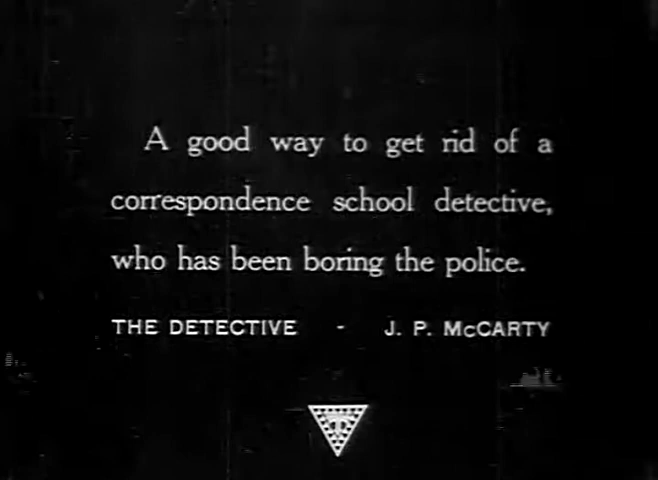 A good way to get rid of a
correspondence school detective,
who has been boring the police.
THE DETECTIVE - J. P. McCARTY
T